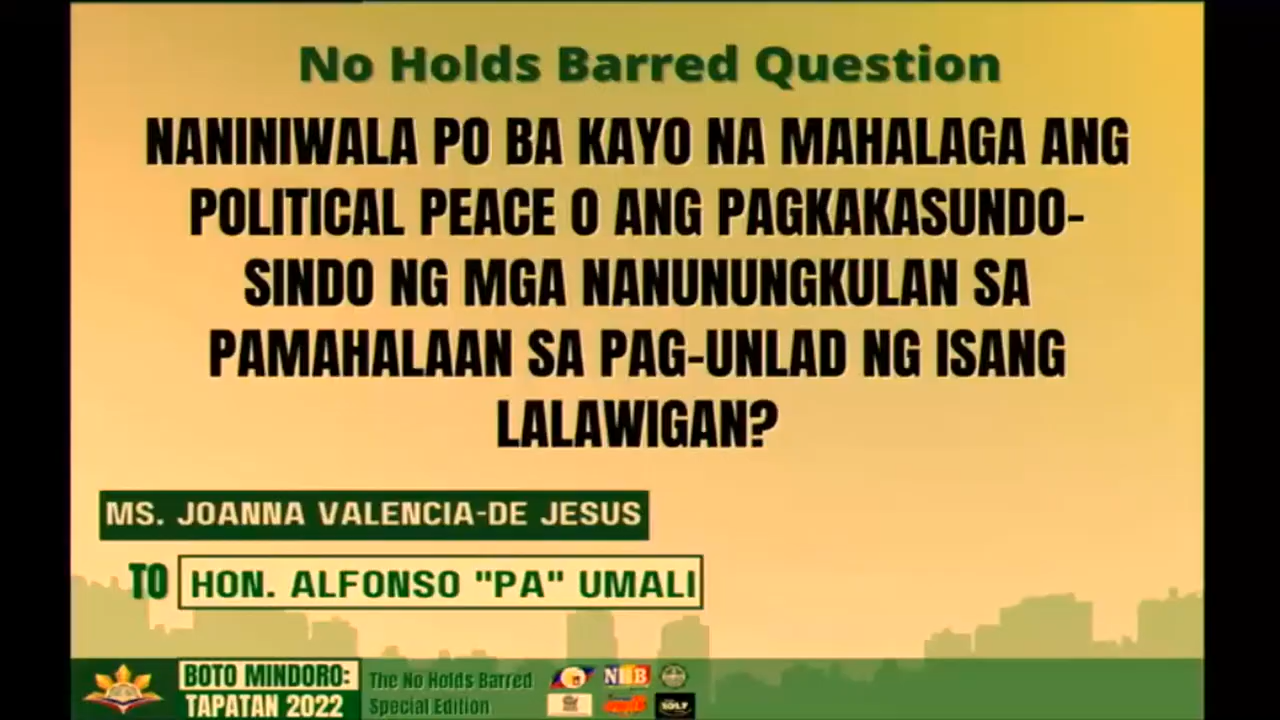 No Holds Barred Question
NANINIWALA PO BA KAYO NA MAHALAGA ANG
POLITICAL PEACE O ANG PAGKAKASUNDO-
SINDO NG MGA NANUNUNGKULAN SA
PAMAHALAAN SA PAG-UNLAD NG ISANG
LALAWIGAN?
MS. JOANNA VALENCIA-DE JESUS
TO HON. ALFONSO "PA" UMALI
BOTO MINDORO:
TAPATAN 2022
The No Holds Barred
Special Edition
NHB